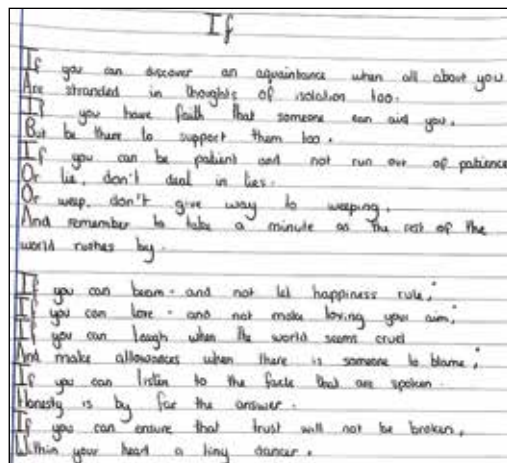 If
If you can discover an aquaintance when all about you
Are stranded in thoughts of isolation too.
If you have faith that someone can aid you,
But be there to support them too.
If you can be patient and not run out of patience
Or lie, don't deal in lies.
Or weep, don't give way to weeping,
And remember to take a minute as the rest of the
world rushes by.
If you can beam - and not let happiness rule;
If you can love - and not make loving your aim;
If you can laugh when the world seems cruel
And make allowances when there is someone to blame;
If you can listen to the facts that are spoken.
Honesty is by far the answer.
If you can ensure that trust will not be broken,
Within your heart a tiny dancer.